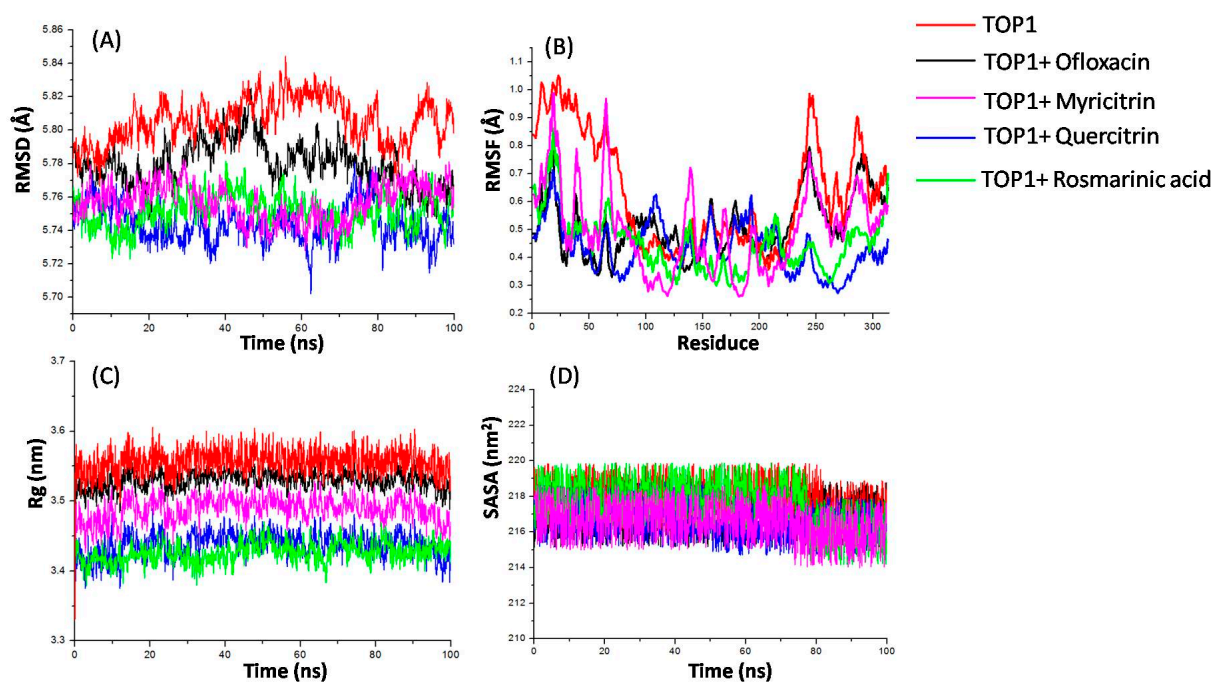 (A)
RMSD (Å)
5.86
5.84
5.82
5.80
5.78
5.76
5.74
5.72
5.70
0 20 40 60 80 100
Time (ns)
(B)
RMSF (Å)
1.1
1.0
0.9
0.8
0.7
0.6
0.5
0.4
0.3
0.2
0 50 100 150 200 250 300
Residuce
TOP1
TOP1+ Ofloxacin
TOP1+ Myricitrin
TOP1+ Quercitrin
TOP1+ Rosmarinic acid
(C)
Rg (nm)
3.7
3.6
3.5
3.4
3.3
0 20 40 60 80 100
Time (ns)
(D)
SASA (nm²)
224
222
220
218
216
214
212
210
0 20 40 60 80 100
Time (ns)